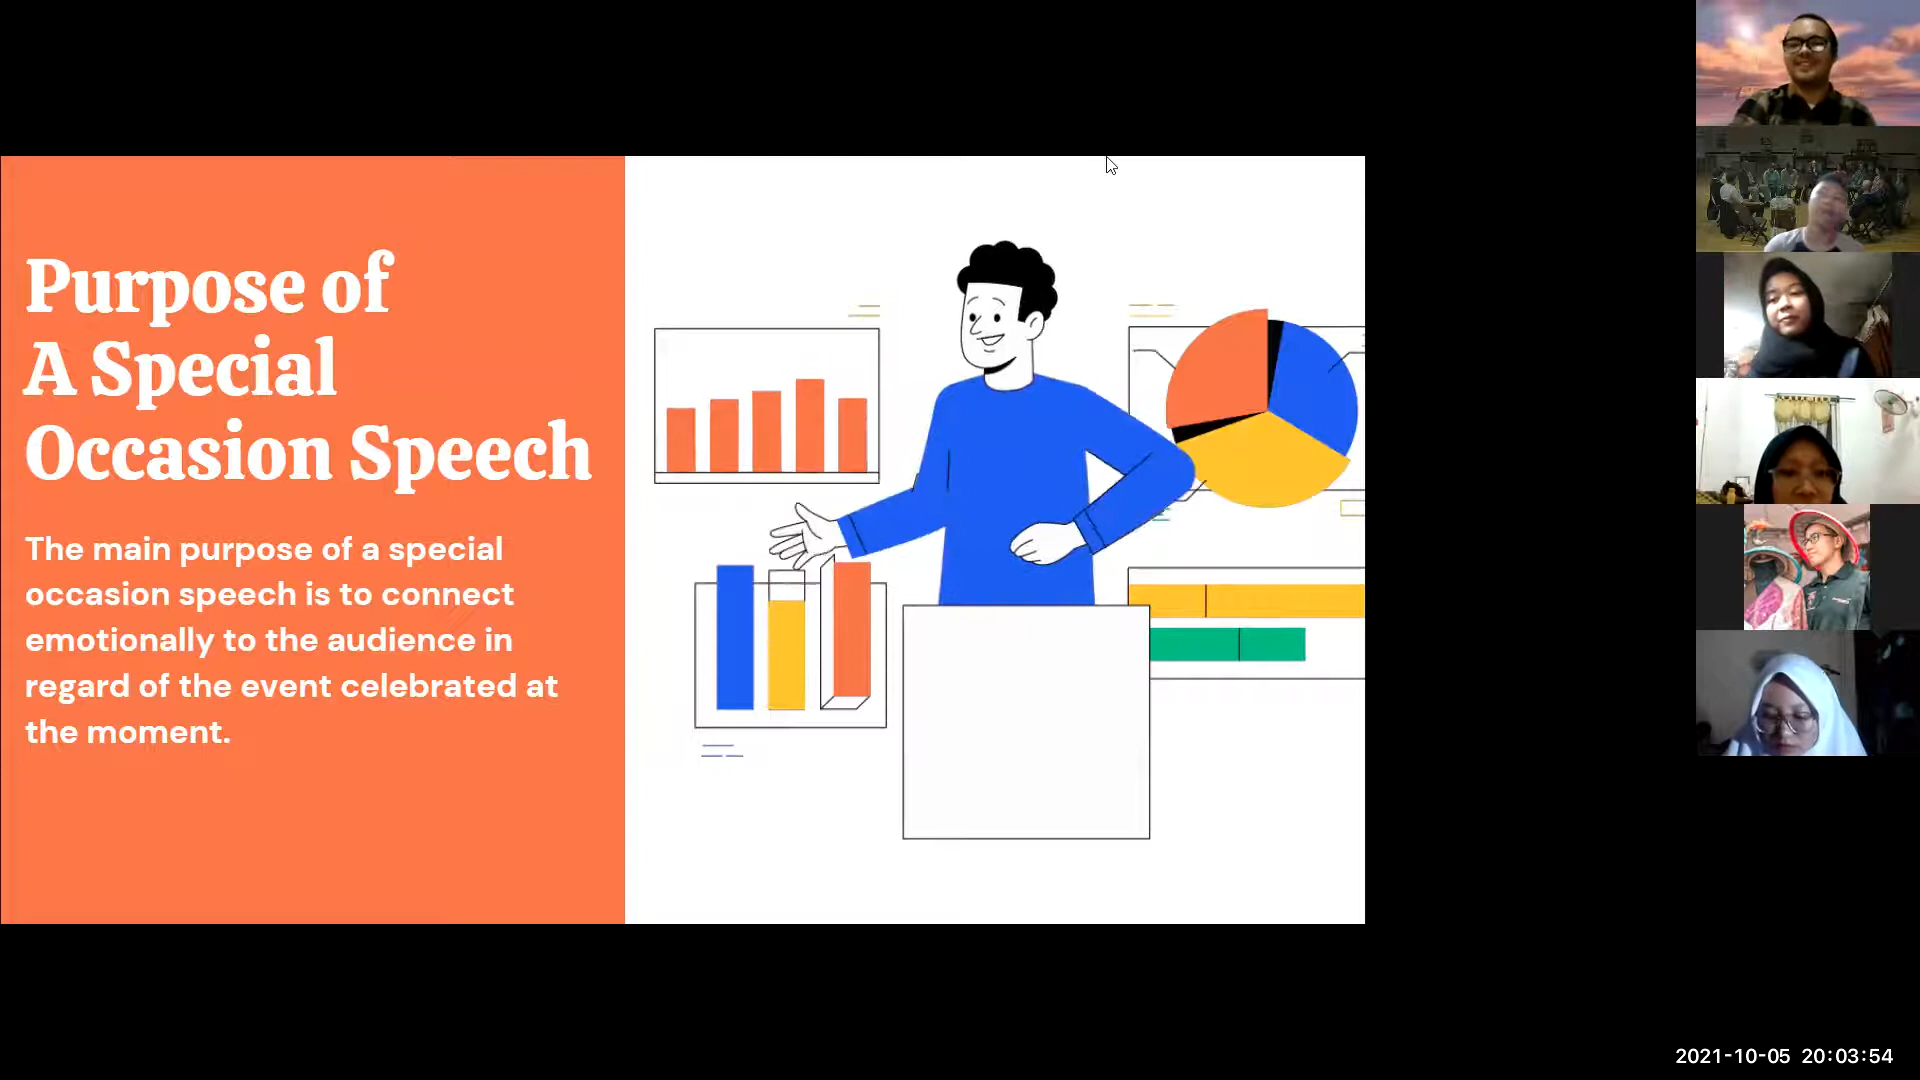 Purpose of
A Special
Occasion Speech
The main purpose of a special
occasion speech is to connect
emotionally to the audience in
regard of the event celebrated at
the moment.
2021-10-05 20:03:54